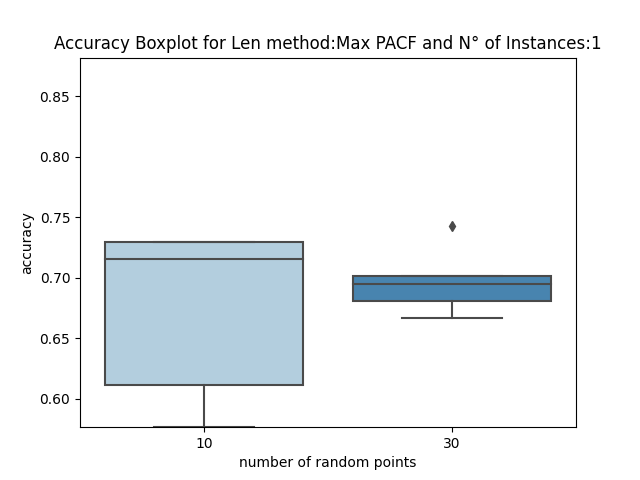 Accuracy Boxplot for Len method:Max PACF and N° of Instances:1
0.85
0.80
0.75
0.70
0.65
0.60
accuracy
10 30
number of random points